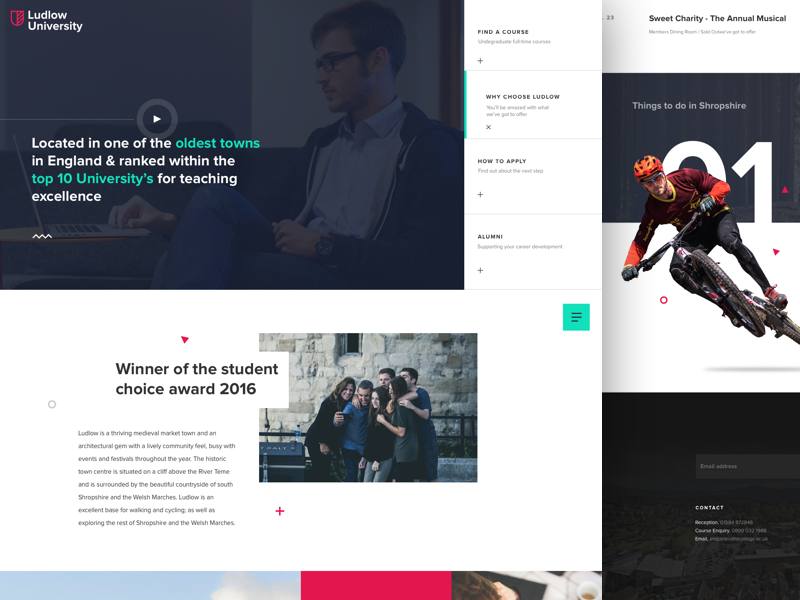 Ludlow
University
Located in one of the oldest towns
in England & ranked within the
top 10 University's for teaching
excellence
FIND A COURSE
Undegraduate full-time courses
WHY CHOOSE LUDLOW
You'll be amazed with what
we've got to offer
HOW TO APPLY
Find out about the next step
ALUMNI
Supporting your career development
Winner of the student
choice award 2016
Ludlow is a thriving medieval market town and an
architectural gem with a lively community feel, busy with
events and festivals throughout the year. The historic
town centre is situated on a cliff above the River Teme
and is surrounded by the beautiful countryside of south
Shropshire and the Welsh Marches. Ludlow is an
excellent base for walking and cycling; as well as
exploring the rest of Shropshire and the Welsh Marches.
23
Sweet Charity - The Annual Musical
Members Dining Room / Sold Outwe've got to offer
Things to do in Shropshire
01
Email address
CONTACT
Reception.
Course Enquiry.
Email.